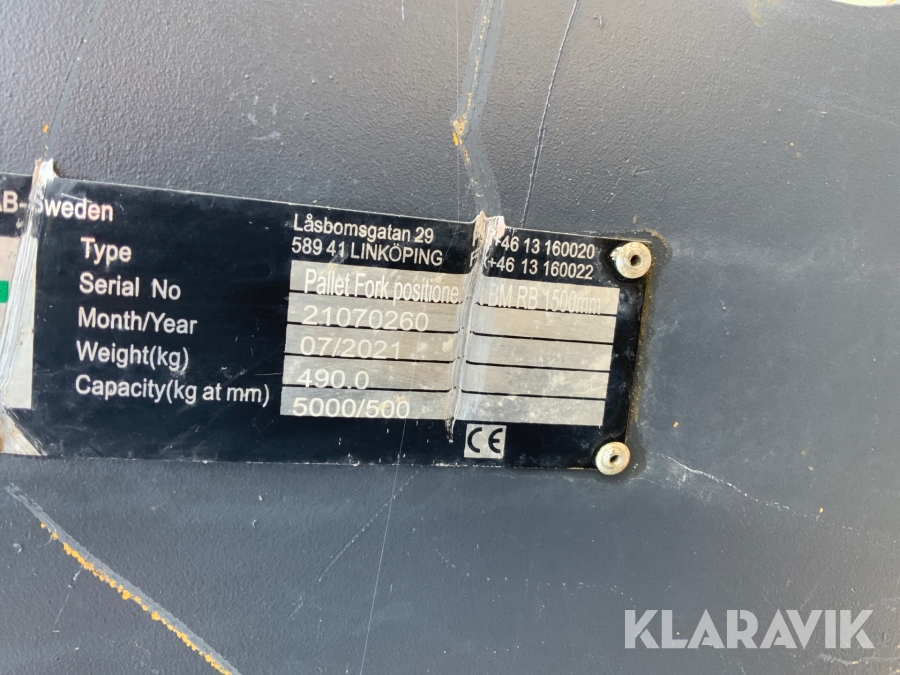 AB-Sweden
Låsbomsgatan 29 +46 13 160020
589 41 LINKÖPING +46 13 160022
Type Pallet Fork BM RB 1500mm
Serial No 21070260
Month/Year 07/2021
Weight(kg) 490.0
Capacity(kg at mm) 5000/500
CE
KLARAVIK